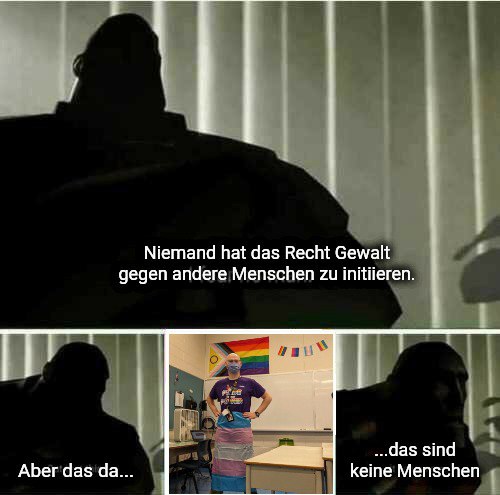 Niemand hat das Recht Gewalt
gegen andere Menschen zu initiieren.
Aber das da...
...das sind
keine Menschen